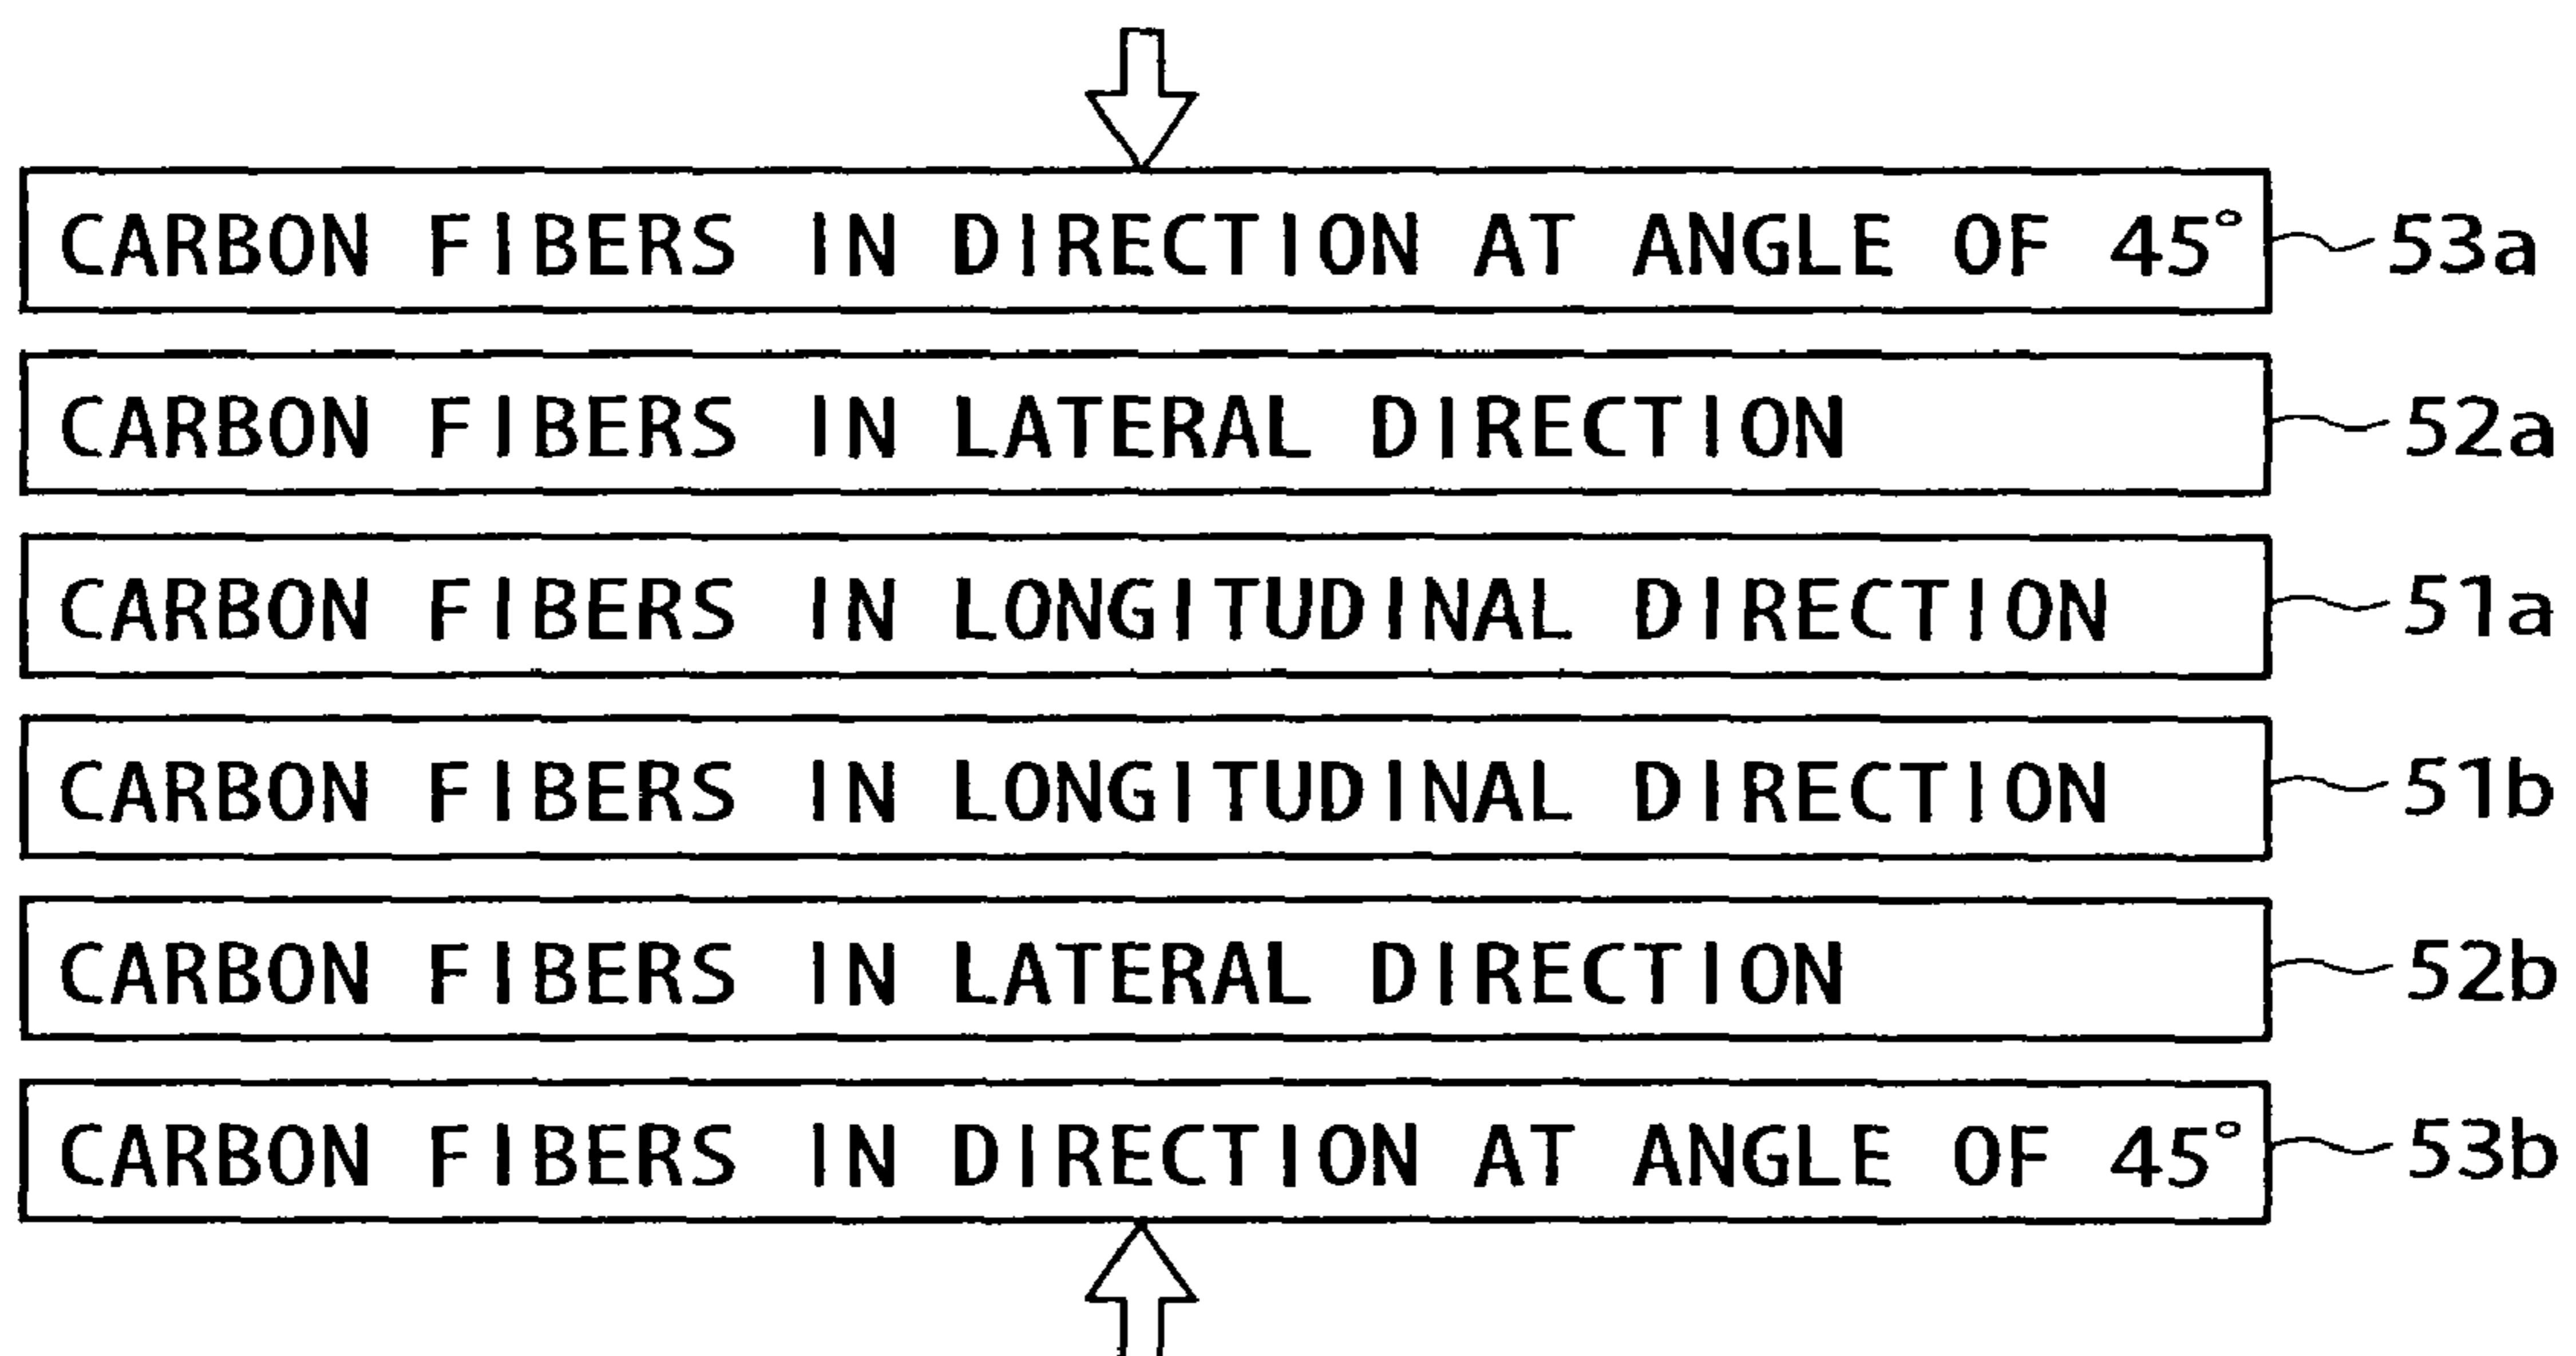 CARBON FIBERS IN DIRECTION AT ANGLE OF 45° 53a
CARBON FIBERS IN LATERAL DIRECTION 52a
CARBON FIBERS IN LONGITUDINAL DIRECTION 51a
CARBON FIBERS IN LONGITUDINAL DIRECTION 51b
CARBON FIBERS IN LATERAL DIRECTION 52b
CARBON FIBERS IN DIRECTION AT ANGLE OF 45° 53b